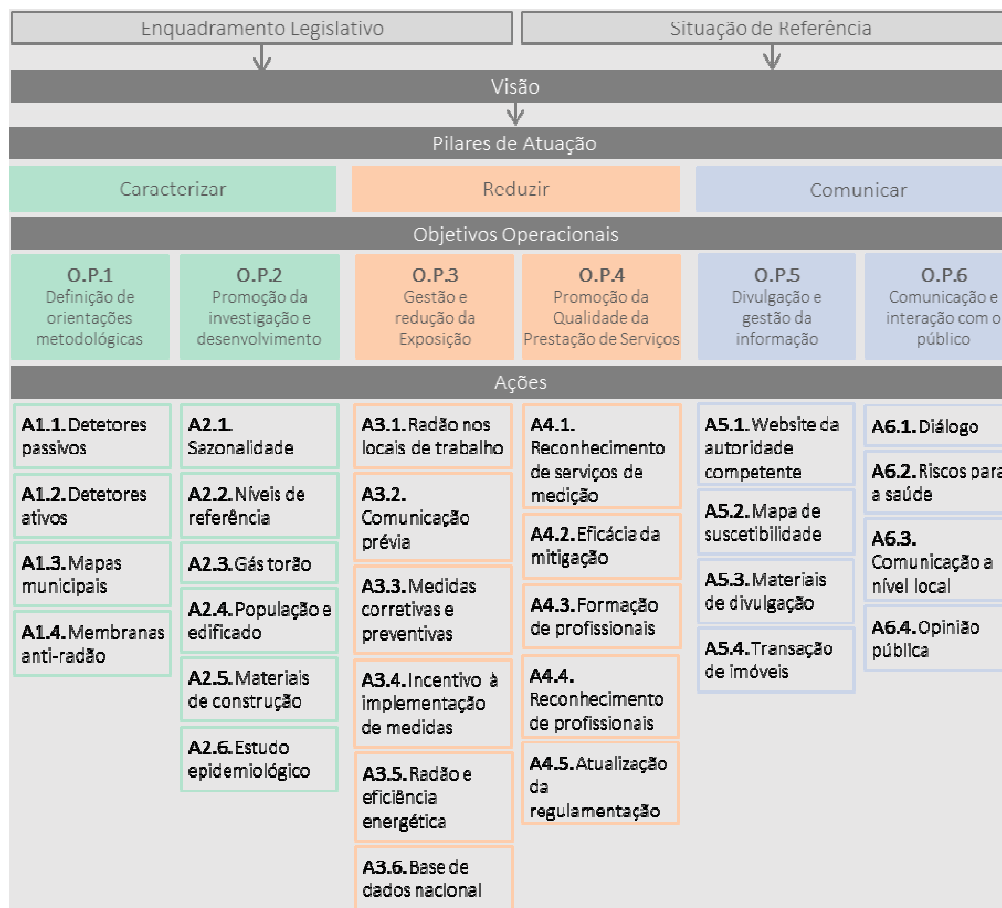 Enquadramento Legislativo
Situação de Referência
Visão
Pilares de Atuação
Caracterizar
Reduzir
Comunicar
Objetivos Operacionais
O.P.1
Definição de
orientações
metodológicas
O.P.2
Promoção da
investigação e
desenvolvimento
O.P.3
Gestão e
redução da
Exposição
O.P.4
Promoção da
Qualidade da
Prestação de Serviços
O.P.5
Divulgação e
gestão da
informação
O.P.6
Comunicação e
interação com o
público
Ações
A1.1. Detetores
passivos
A1.2. Detetores
ativos
A1.3. Mapas
municipais
A1.4. Membranas
anti-radão
A2.1.
Sazonalidade
A2.2. Níveis de
referência
A2.3. Gás torão
A2.4. População e
edificado
A2.5. Materiais
de construção
A2.6. Estudo
epidemiológico
A3.1. Radão nos
locais de trabalho
A3.2.
Comunicação
prévia
A3.3. Medidas
corretivas e
preventivas
A3.4. Incentivo à
implementação
de medidas
A3.5. Radão e
eficiência
energética
A3.6. Base de
dados nacional
A4.1.
Reconhecimento
de serviços de
medição
A4.2. Eficácia da
mitigação
A4.3. Formação
de profissionais
A4.4.
Reconhecimento
de profissionais
A4.5. Atualização
da
regulamentação
A5.1. Website da
autoridade
competente
A5.2. Mapa de
suscetibilidade
A5.3. Materiais
de divulgação
A5.4. Transação
de imóveis
A6.1. Diálogo
A6.2. Riscos para
a saúde
A6.3.
Comunicação a
nível local
A6.4. Opinião
pública